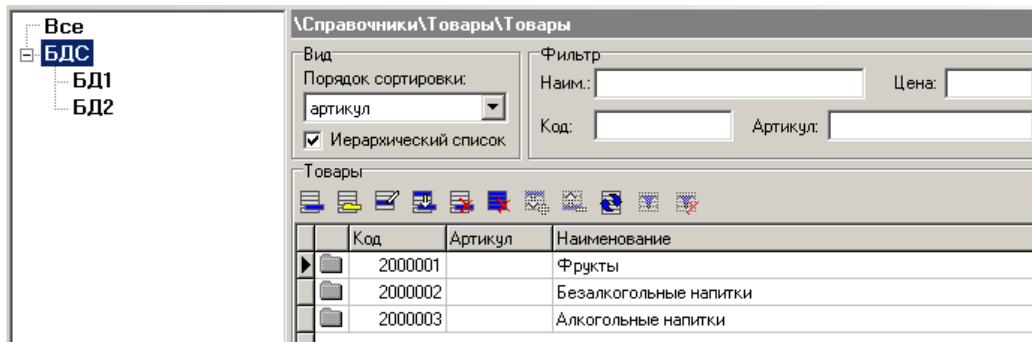 Все
БДС
БД1
БД2
\Справочники\Товары\Товары
Вид
Порядок сортировки:
артикул
Иерархический список
Фильтр
Наим.:
Цена:
Код:
Артикул:
Товары
Код Артикул Наименование
2000001 Фрукты
2000002 Безалкогольные напитки
2000003 Алкогольные напитки